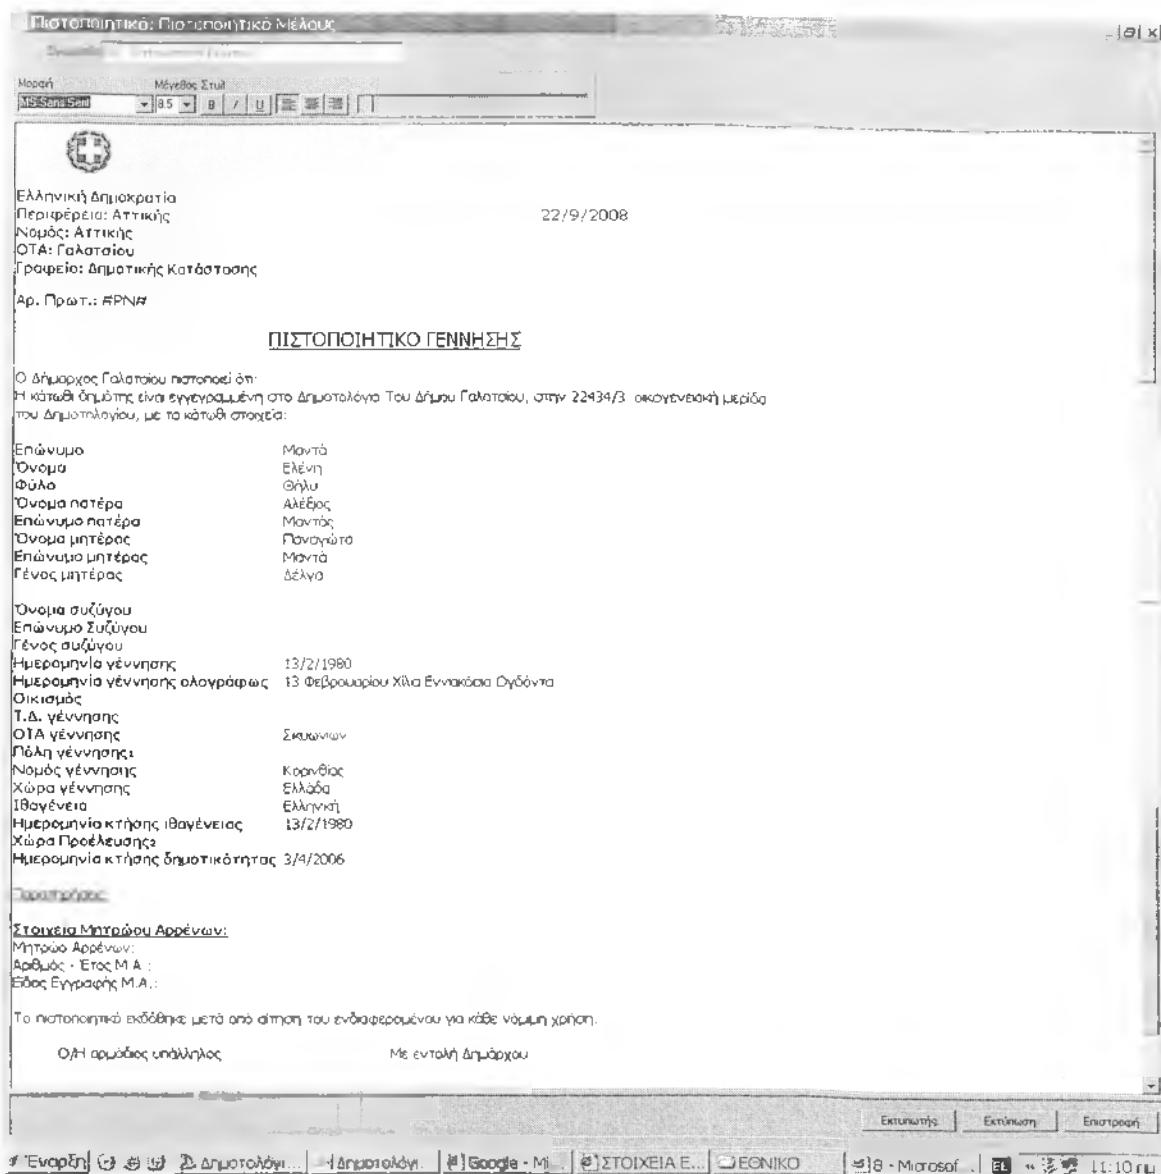 Πιστοποιητικό: Πιστοποιητικό Μέλους
Μορφή Μέγεθος Στυλ
MS Sans Serif 8.5 B / U
Ελληνική Δημοκρατία
Περιφέρεια: Αττικής 22/9/2008
Νομός: Αττικής
ΟΤΑ: Γαλατσίου
Γραφείο: Δημοτικής Κατάστασης
Αρ. Πρωτ.: #PN#
ΠΙΣΤΟΠΟΙΗΤΙΚΟ ΓΕΝΝΗΣΗΣ
Ο Δήμαρχος Γαλατσίου πιστοποιεί ότι:
Η κάτωθι δημότης είναι εγγεγραμμένη στο Δημοτολόγιο Του Δήμου Γαλατσίου, στην 22434/3 οικογενειακή μερίδα
του Δημοτολογίου, με τα κάτωθι στοιχεία:
Επώνυμο Μαντά
Όνομα Ελένη
Φύλο Θήλυ
Όνομα πατέρα Αλέξιος
Επώνυμο πατέρα Μαντάς
Όνομα μητέρας Παναγιώτα
Επώνυμο μητέρας Μαντά
Γένος μητέρας Δέλγα
Όνομα συζύγου
Επώνυμο Συζύγου
Γένος συζύγου
Ημερομηνία γέννησης 13/2/1980
Ημερομηνία γέννησης ολογράφως 13 Φεβρουαρίου Χίλια Εννιακόσια Ογδόντα
Οικισμός
Τ.Δ. γέννησης
ΟΤΑ γέννησης Σικυωνίων
Πόλη γέννησης:
Νομός γέννησης Κορινθίας
Χώρα γέννησης Ελλάδα
Ιθαγένεια Ελληνική
Ημερομηνία κτήσης ιθαγένειας 13/2/1980
Χώρα Προέλευσης:
Ημερομηνία κτήσης δημοτικότητας 3/4/2006
Παρατηρήσεις:
Στοιχεία Μητρώου Αρρένων:
Μητρώο Αρρένων:
Αριθμός - Έτος Μ.Α.:
Είδος Εγγραφής Μ.Α.:
Το πιστοποιητικό εκδόθηκε μετά από αίτηση του ενδιαφερομένου για κάθε νόμιμη χρήση.
Ο/Η αρμόδιος υπάλληλος Με εντολή Δημάρχου
Εκτυπωτής Εκτύπωση Επιστροφή
Έναρξη Δημοτολόγι... Δημοτολόγι... Google - Mi... ΣΤΟΙΧΕΙΑ Ε... ΕΘΝΙΚΟ 8 - Microsof... EL « 11:10 πμ